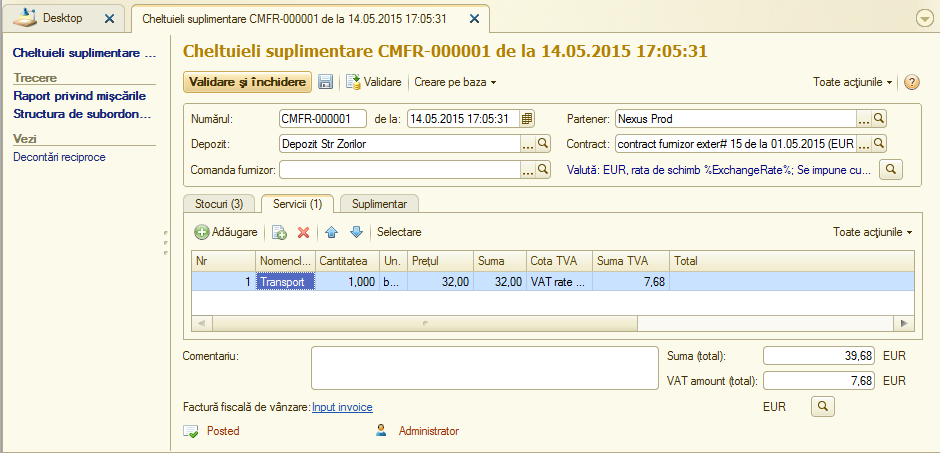 Desktop
Cheltuieli suplimentare CMFR-000001 de la 14.05.2015 17:05:31
Cheltuieli suplimentare ...
Trecere
Raport privind mişcările
Structura de subordon...
Vezi
Decontări reciproce
Cheltuieli suplimentare CMFR-000001 de la 14.05.2015 17:05:31
Validare şi închidere Validare Creare pe baza Toate acţiunile ?
Numărul: CMFR-000001 de la: 14.05.2015 17:05:31 Partener: Nexus Prod ...
Depozit: Depozit Str Zorilor ... Contract: contract fumizor exter# 15 de la 01.05.2015 (EUR ...
Comanda fumizor: ... Valută: EUR, rata de schimb %ExchangeRate%; Se impune cu...
Stocuri (3) Servicii (1) Suplimentar
Adăugare Selectare Toate acţiunile
Nr Nomencl... Cantitatea Un. Preţul Suma Cota TVA Suma TVA Total
1 Transport 1,000 b... 32,00 32,00 VAT rate ... 7,68
Comentariu: Suma (total): 39,68 EUR
VAT amount (total): 7,68 EUR
Factură fiscală de vânzare: Input invoice EUR
Posted Administrator